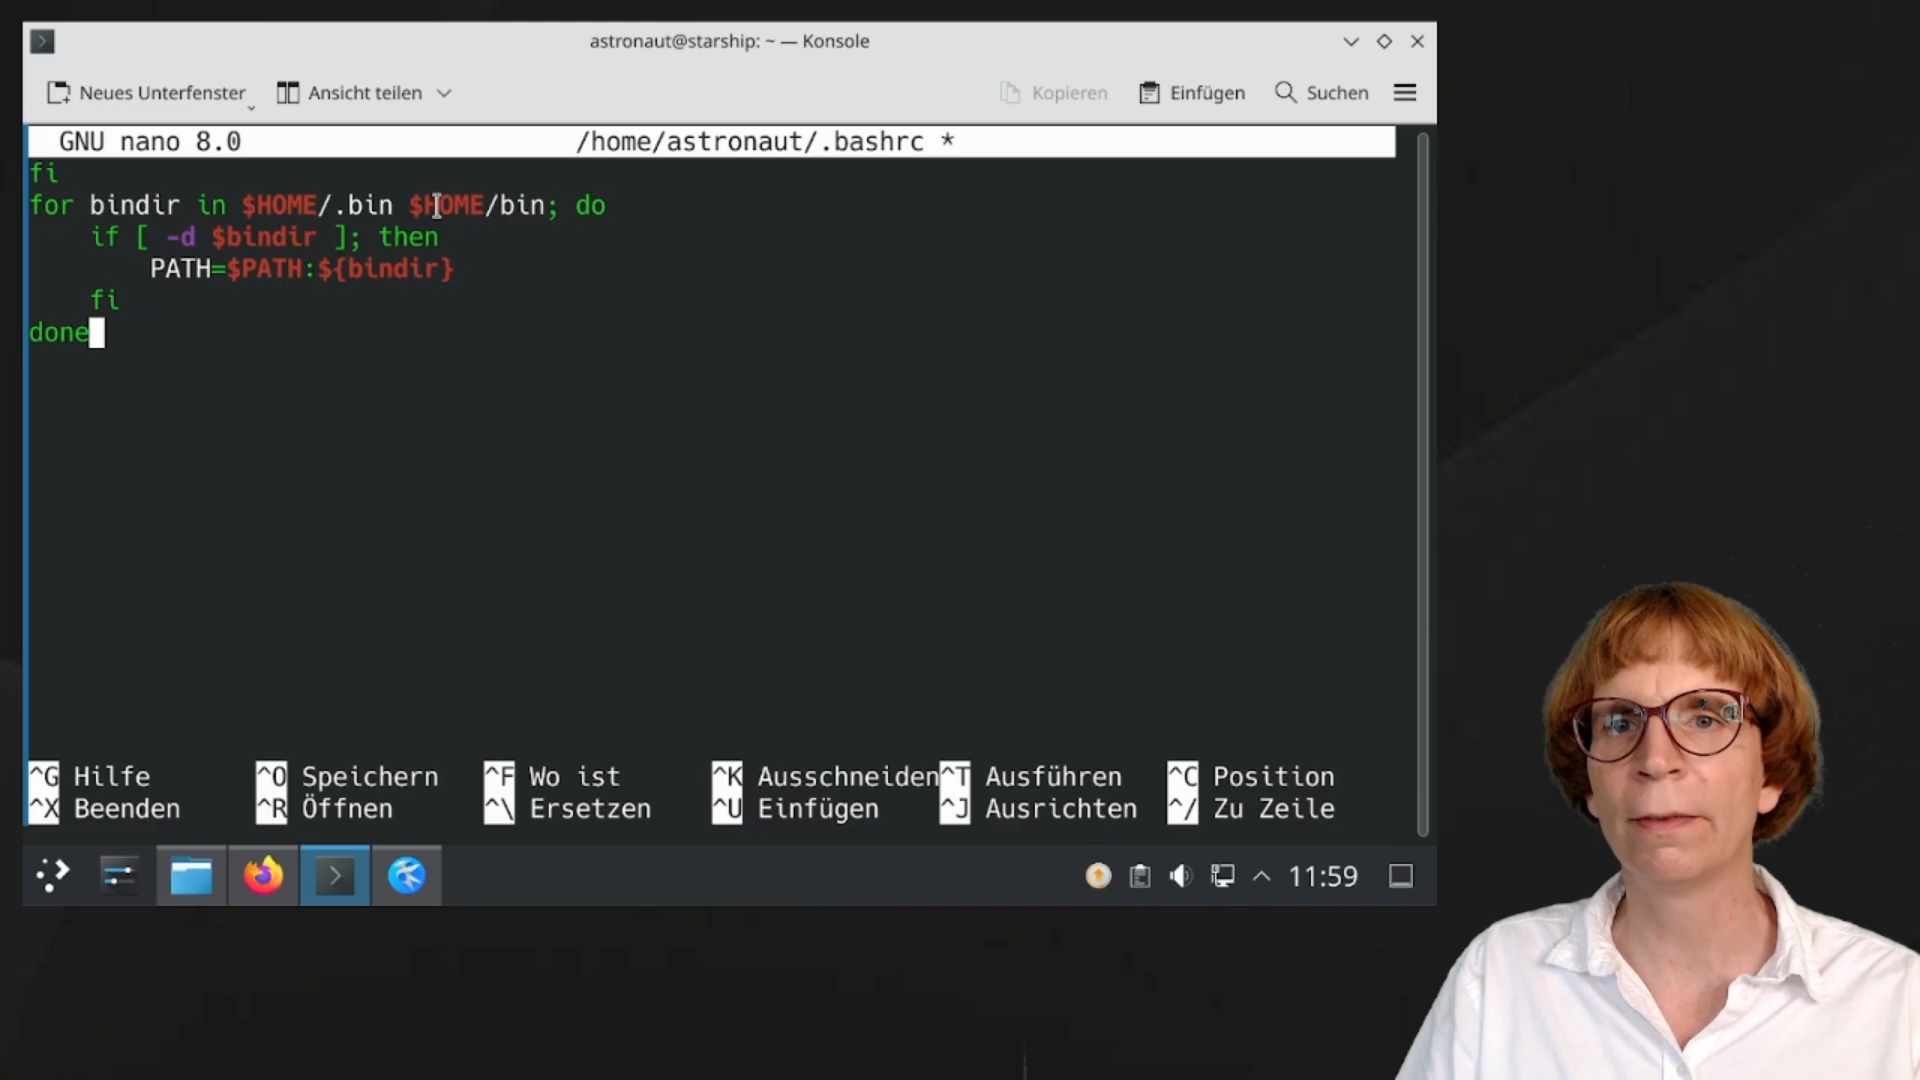 astronaut@starship: ~ — Konsole
Neues Unterfenster Ansicht teilen Kopieren Einfügen Suchen
GNU nano 8.0 /home/astronaut/.bashrc *
fi
for bindir in $HOME/.bin $HOME/bin; do
    if [ -d $bindir ]; then
        PATH=$PATH:${bindir}
    fi
done
^G Hilfe ^O Speichern ^F Wo ist ^K Ausschneiden ^T Ausführen ^C Position
^X Beenden ^R Öffnen ^\ Ersetzen ^U Einfügen ^J Ausrichten ^/ Zu Zeile
11:59